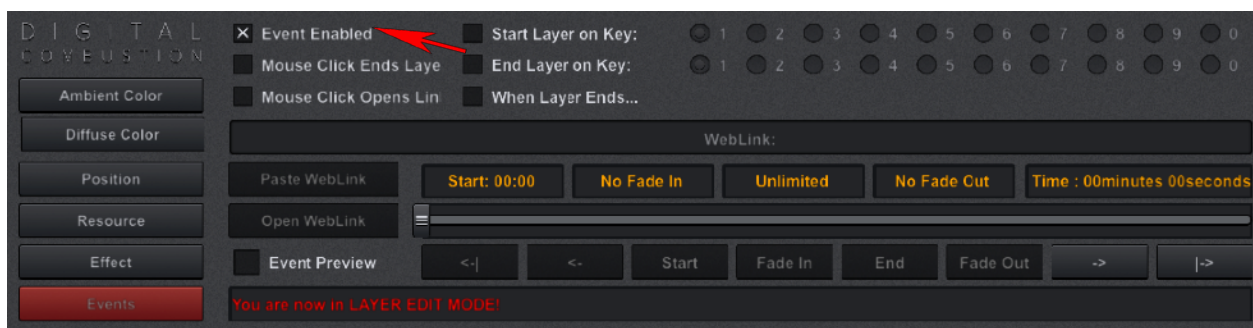 DIGITAL
Event Enabled
Start Layer on Key:
1 2 3 4 5 6 7 8 9 0
Mouse Click Ends Laye
End Layer on Key:
1 2 3 4 5 6 7 8 9 0
Ambient Color
Mouse Click Opens Lin
When Layer Ends...
Diffuse Color
WebLink:
Position
Paste WebLink
Start: 00:00
No Fade In
Unlimited
No Fade Out
Time : 00minutes 00seconds
Resource
Open WebLink
Effect
Event Preview
<-|
<-
Start
Fade In
End
Fade Out
->
|->
Events
You are now in LAYER EDIT MODE!